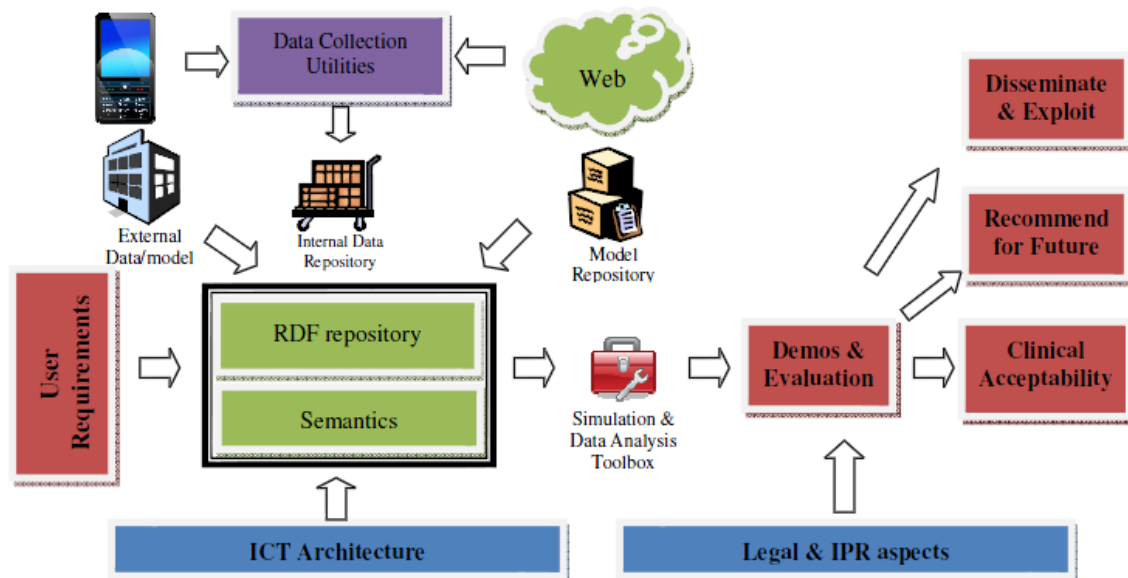 Data Collection
Utilities
Web
Disseminate
& Exploit
External
Data/model
Internal Data
Repository
Model
Repository
Recommend
for Future
User
Requirements
RDF repository
Semantics
Simulation &
Data Analysis
Toolbox
Demos &
Evaluation
Clinical
Acceptability
ICT Architecture
Legal & IPR aspects